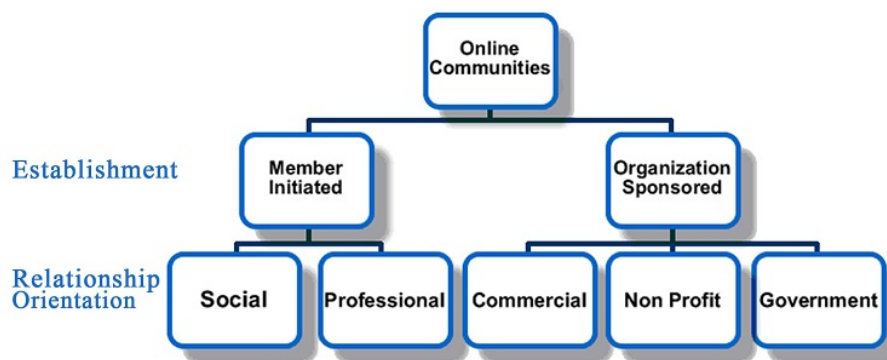 Online
Communities
Establishment
Member
Initiated
Organization
Sponsored
Relationship
Orientation
Social
Professional
Commercial
Non Profit
Government